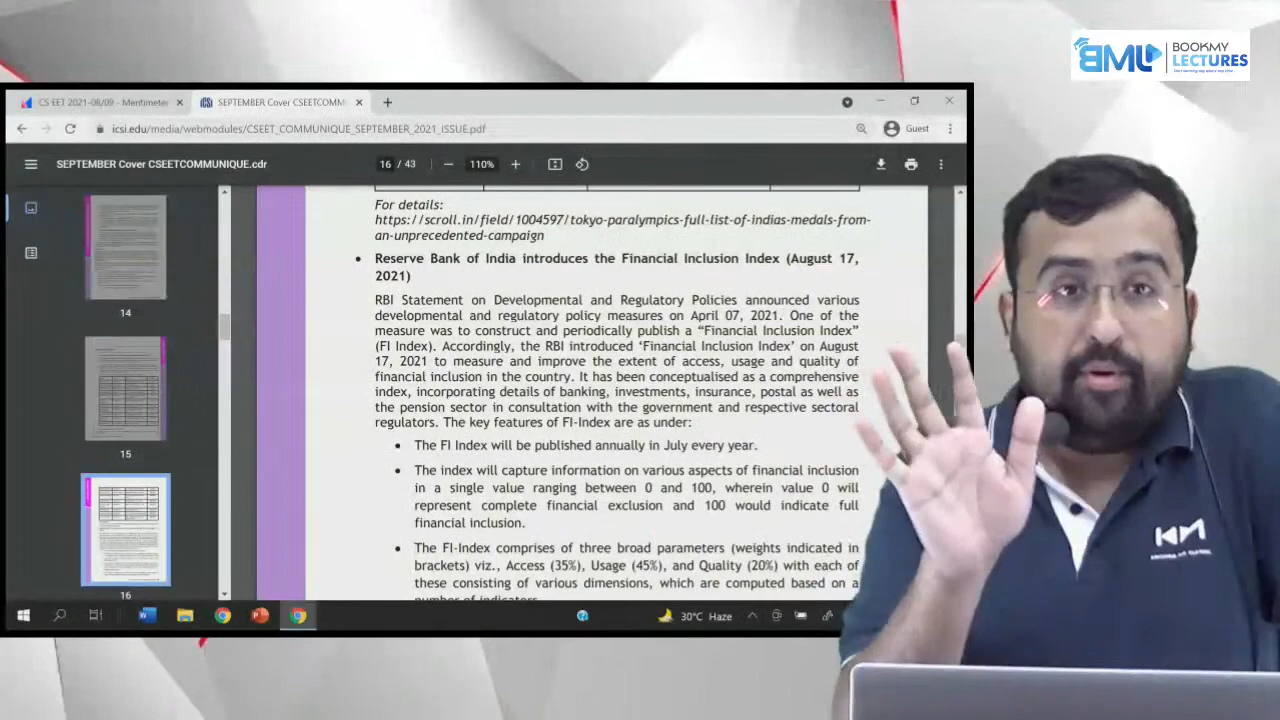 BML BOOKMY
LECTURES
CS EET 2021-08/09 - Mentimeter
SEPTEMBER Cover CSEETCOMM
icsi.edu/media/webmodules/CSEET_COMMUNIQUE_SEPTEMBER_2021_ISSUE.pdf
Guest
SEPTEMBER Cover CSEETCOMMUNIQUE.cdr
16 / 43
110%
14
15
16
For details:
https://scroll.in/field/1004597/tokyo-paralympics-full-list-of-indias-medals-from-
an-unprecedented-campaign
• Reserve Bank of India introduces the Financial Inclusion Index (August 17,
2021)
RBI Statement on Developmental and Regulatory Policies announced various
developmental and regulatory policy measures on April 07, 2021. One of the
measure was to construct and periodically publish a “Financial Inclusion Index”
(FI Index). Accordingly, the RBI introduced ‘Financial Inclusion Index’ on August
17, 2021 to measure and improve the extent of access, usage and quality of
financial inclusion in the country. It has been conceptualised as a comprehensive
index, incorporating details of banking, investments, insurance, postal as well as
the pension sector in consultation with the government and respective sectoral
regulators. The key features of FI-Index are as under:
• The FI Index will be published annually in July every year.
• The index will capture information on various aspects of financial inclusion
in a single value ranging between 0 and 100, wherein value 0 will
represent complete financial exclusion and 100 would indicate full
financial inclusion.
• The FI-Index comprises of three broad parameters (weights indicated in
brackets) viz., Access (35%), Usage (45%), and Quality (20%) with each of
these consisting of various dimensions, which are computed based on a
number of indicators.
30°C Haze
KM